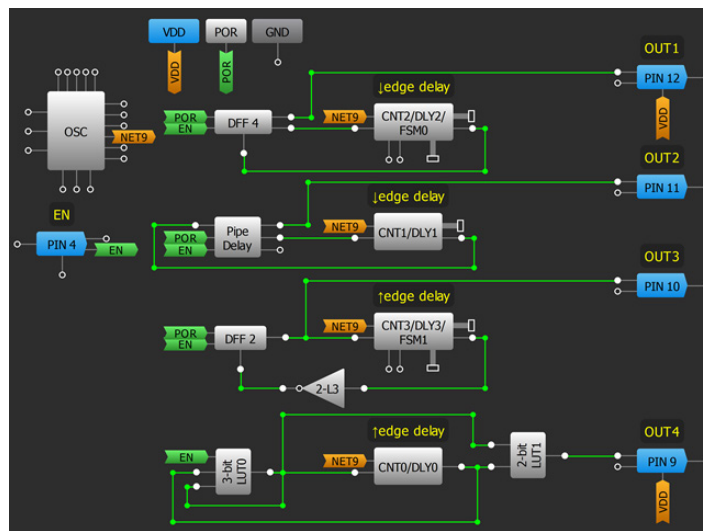 VDD
POR
GND
OUT1
VDD
POR
PIN 12
↓edge delay
OSC
NET9
POR
EN
DFF 4
NET9
CNT2/DLY2/
FSM0
VDD
OUT2
PIN 11
EN
↓edge delay
PIN 4
EN
POR
EN
Pipe
Delay
NET9
CNT1/DLY1
OUT3
PIN 10
↑edge delay
POR
EN
DFF 2
NET9
CNT3/DLY3/
FSM1
2-L3
↑edge delay
OUT4
EN
3-bit
LUT0
NET9
CNT0/DLY0
2-bit
LUT1
PIN 9
VDD